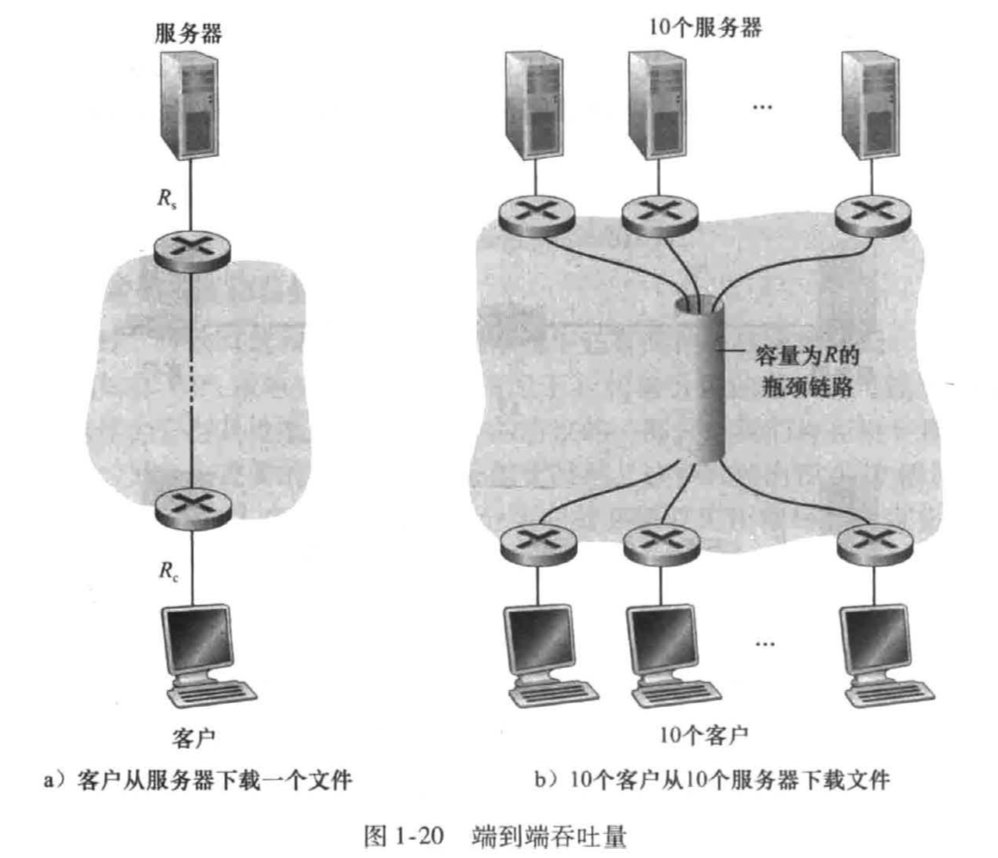 服务器
R_s
R_c
客户
a）客户从服务器下载一个文件
10个服务器
...
容量为R的
瓶颈链路
...
10个客户
b）10个客户从10个服务器下载文件
图 1-20 端到端吞吐量